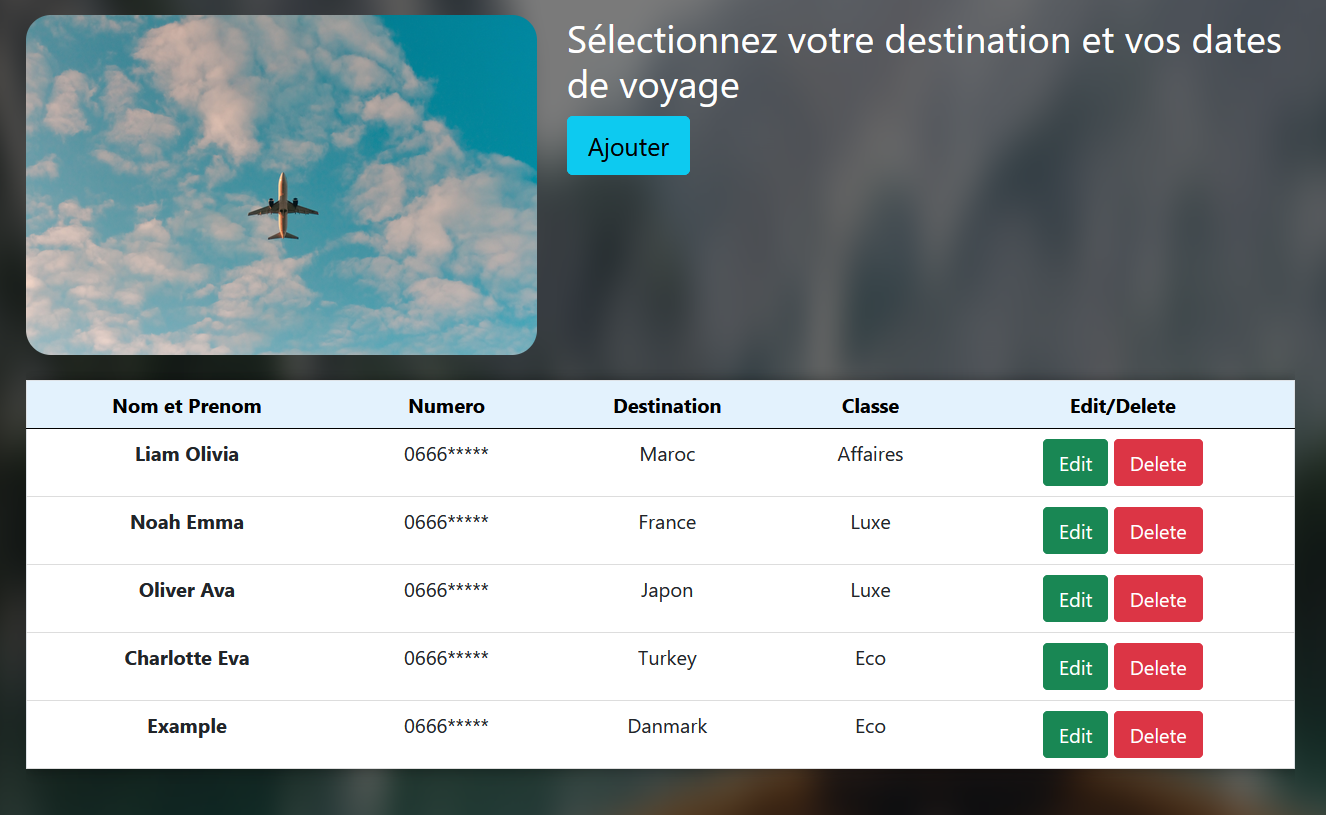 Sélectionnez votre destination et vos dates
de voyage
Ajouter
Nom et Prenom Numero Destination Classe Edit/Delete
Liam Olivia 0666***** Maroc Affaires Edit Delete
Noah Emma 0666***** France Luxe Edit Delete
Oliver Ava 0666***** Japon Luxe Edit Delete
Charlotte Eva 0666***** Turkey Eco Edit Delete
Example 0666***** Danmark Eco Edit Delete